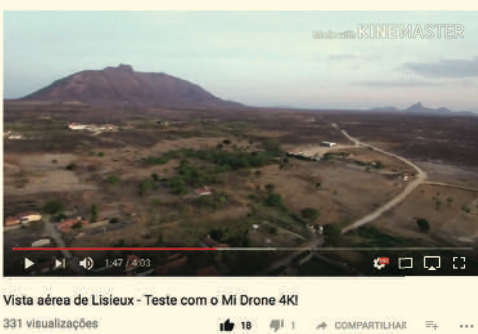 Made with KINEMASTER
1:47 / 4:03
Vista aérea de Lisieux - Teste com o Mi Drone 4K!
331 visualizações
18
1
COMPARTILHAR